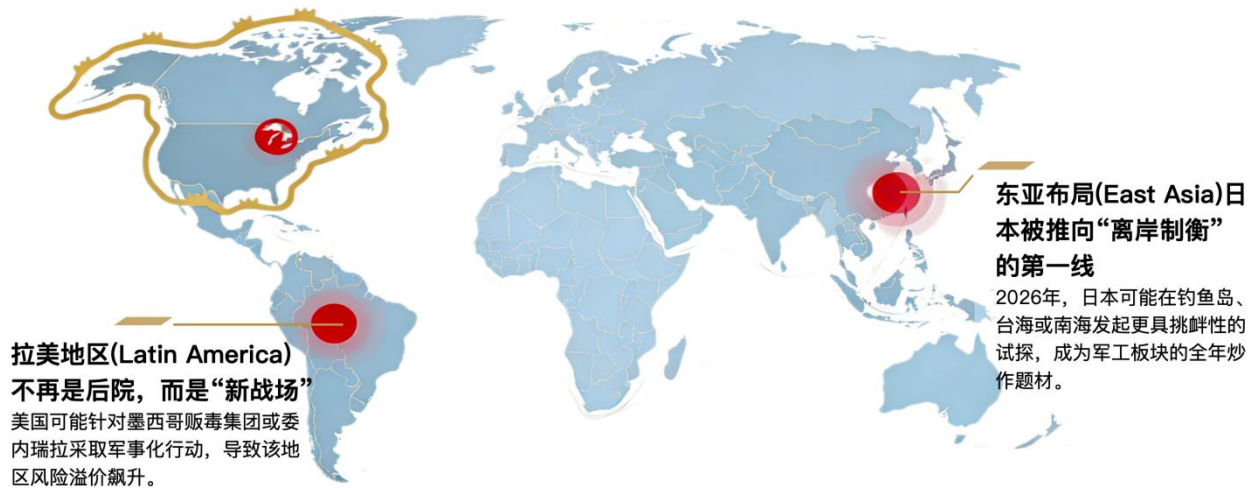 东亚布局(East Asia)日
本被推向“离岸制衡”
的第一线
2026年，日本可能在钓鱼岛、
台海或南海发起更具挑衅性的
试探，成为军工板块的全年炒
作题材。
拉美地区(Latin America)
不再是后院，而是“新战场”
美国可能针对墨西哥贩毒集团或委
内瑞拉采取军事化行动，导致该地
区风险溢价飙升。